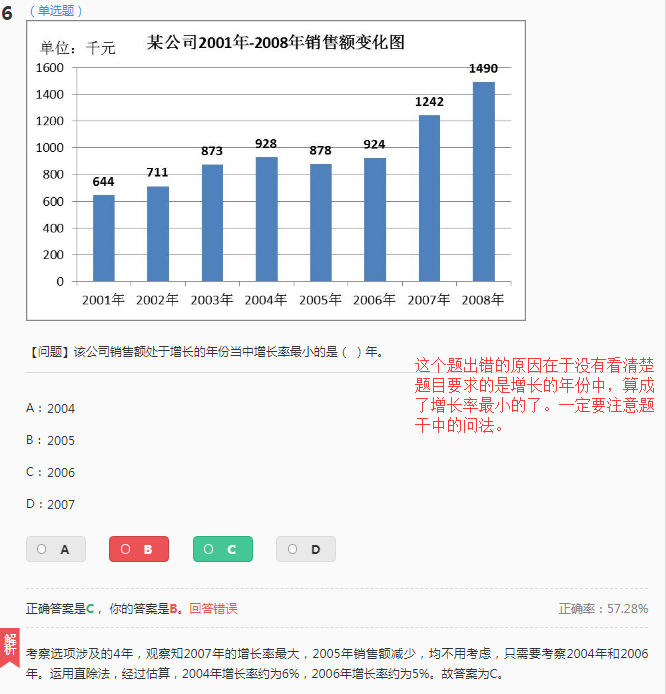 6 （单选题）
某公司2001年-2008年销售额变化图
单位：千元
1600
1400
1200
1000
800
600
400
200
0
644
711
873
928
878
924
1242
1490
2001年 2002年 2003年 2004年 2005年 2006年 2007年 2008年
【问题】该公司销售额处于增长的年份当中增长率最小的是（ ）年。
这个题出错的原因在于没有看清楚
题目要求的是增长的年份中，算成
了增长率最小的了。一定要注意题
干中的问法。
A：2004
B：2005
C：2006
D：2007
A B C D
正确答案是C，你的答案是B。回答错误 正确率：57.28%
解析
考察选项涉及的4年，观察知2007年的增长率最大，2005年销售额减少，均不用考虑，只需要考察2004年和2006
年。运用直除法，经过估算，2004年增长率约为6%，2006年增长率约为5%。故答案为C。